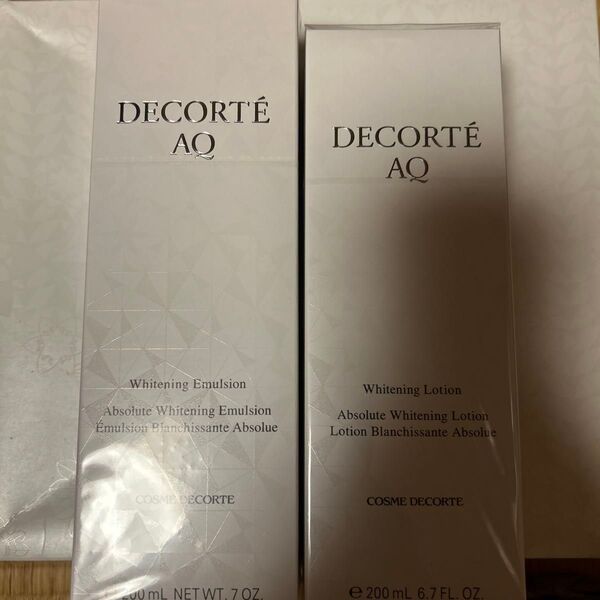 DECORTÉ
AQ
Whitening Emulsion
Absolute Whitening Emulsion
Émulsion Blanchissante Absolue
COSME DECORTE
200 mL NET WT. 7 OZ.
DECORTÉ
AQ
Whitening Lotion
Absolute Whitening Lotion
Lotion Blanchissante Absolue
COSME DECORTE
℮ 200 mL 6.7 FL. OZ.